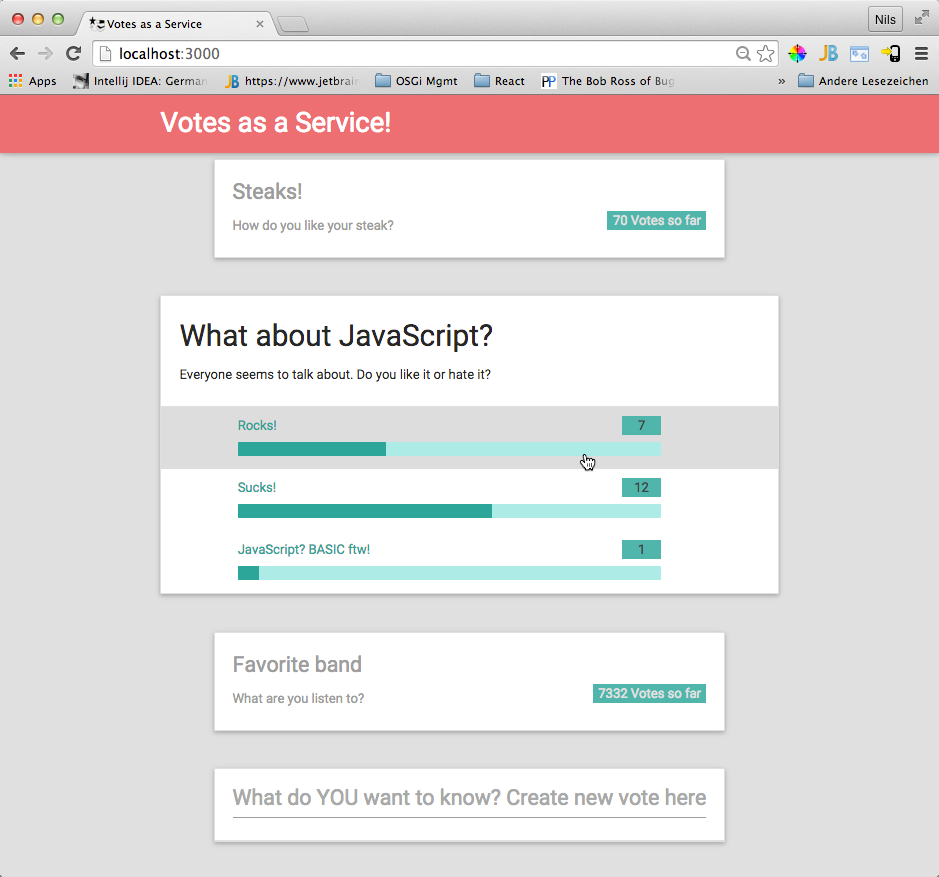 Votes as a Service
Nils
localhost:3000
Apps
Intellij IDEA: German
JB https://www.jetbrain
OSGi Mgmt
React
PP The Bob Ross of Bug
» Andere Lesezeichen
JB
Votes as a Service!
Steaks!
How do you like your steak?
70 Votes so far
What about JavaScript?
Everyone seems to talk about. Do you like it or hate it?
Rocks!
7
Sucks!
12
JavaScript? BASIC ftw!
1
Favorite band
What are you listen to?
7332 Votes so far
What do YOU want to know? Create new vote here